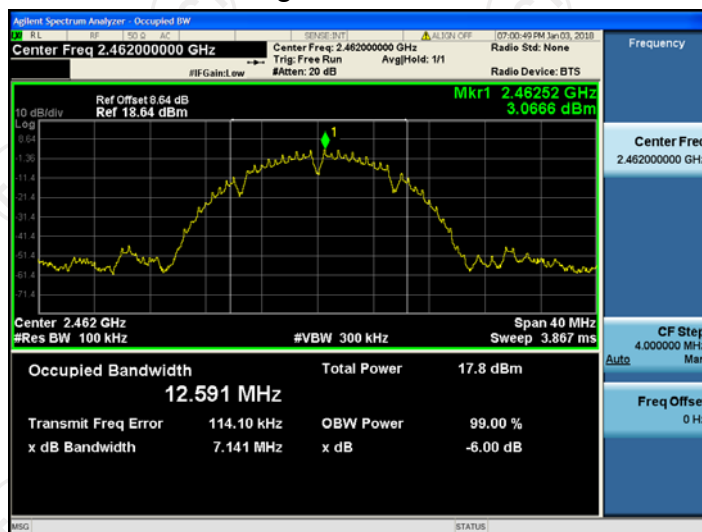 Agilent Spectrum Analyzer - Occupied BW
RL RF 50 Ω AC SENSE:INT ALIGN OFF 07:00:49 PM Jan 03, 2018
Center Freq 2.462000000 GHz
Center Freq: 2.462000000 GHz
Radio Std: None
Trig: Free Run Avg|Hold: 1/1
#IFGain:Low #Atten: 20 dB Radio Device: BTS
Frequency
Ref Offset 8.64 dB
Mkr1 2.46252 GHz
10 dB/div Ref 18.64 dBm 3.0666 dBm
Log
8.64
1
-1.36
-11.4
-21.4
-31.4
-41.4
-51.4
-61.4
-71.4
Center 2.462 GHz Span 40 MHz
#Res BW 100 kHz #VBW 300 kHz Sweep 3.867 ms
Occupied Bandwidth Total Power 17.8 dBm
12.591 MHz
Transmit Freq Error 114.10 kHz OBW Power 99.00 %
x dB Bandwidth 7.141 MHz x dB -6.00 dB
Center Freq
2.462000000 GHz
CF Step
4.000000 MHz
Auto Man
Freq Offset
0 Hz
MSG STATUS